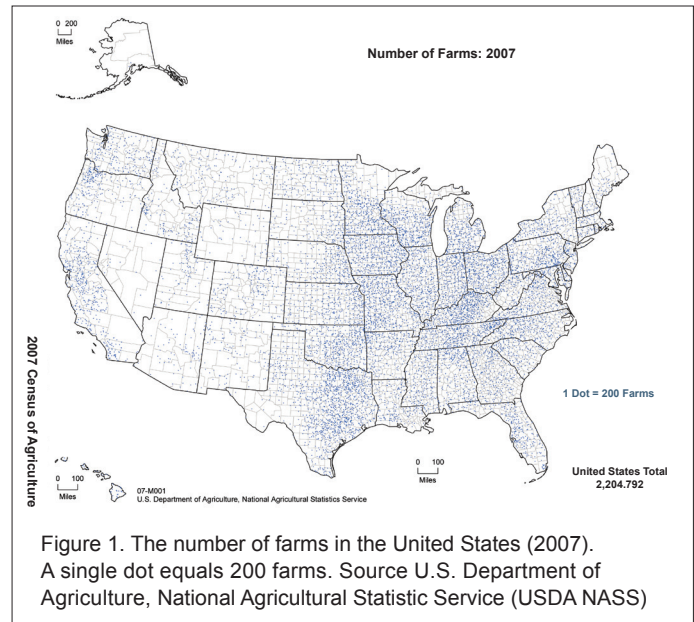 0 200
Miles
Number of Farms: 2007
2007 Census of Agriculture
1 Dot = 200 Farms
0 100
Miles
0 100
Miles
United States Total
2,204.792
07-M001
U.S. Department of Agriculture, National Agricultural Statistics Service
Figure 1. The number of farms in the United States (2007).
A single dot equals 200 farms. Source U.S. Department of
Agriculture, National Agricultural Statistic Service (USDA NASS)